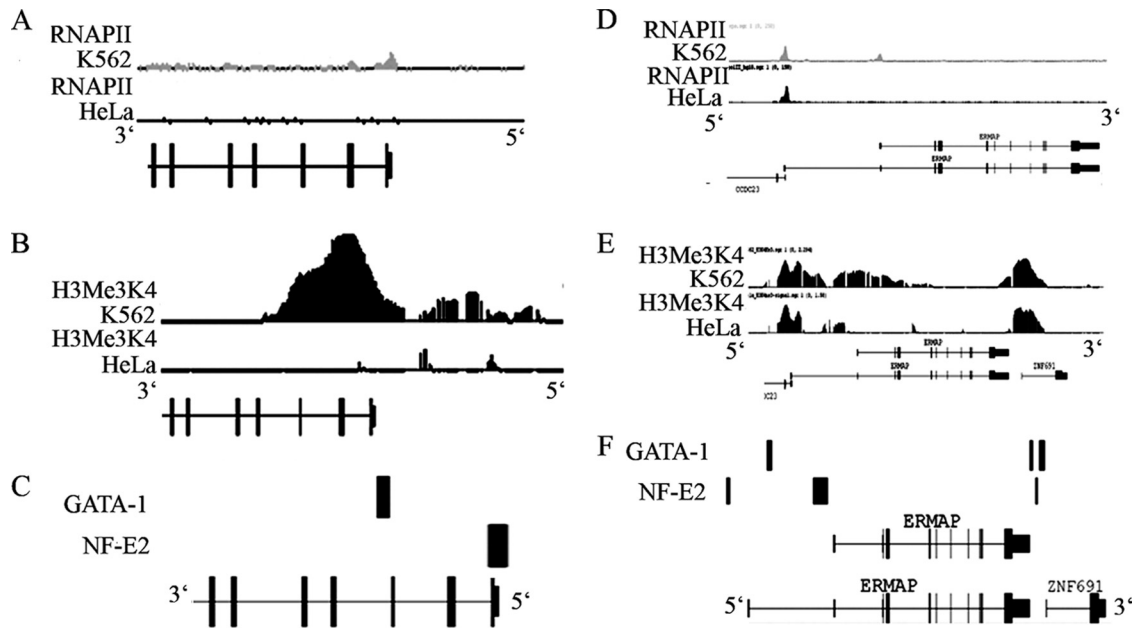 A
RNAPII
K562
RNAPII
HeLa
3‘ 5‘
B
H3Me3K4
K562
H3Me3K4
HeLa
3‘ 5‘
C
GATA-1
NF-E2
3‘ 5‘
D
RNAPII
K562
RNAPII
HeLa
5‘ 3‘
ERMAP
ERMAP
CCDC23
E
H3Me3K4
K562
H3Me3K4
HeLa
5‘ 3‘
ERMAP
ERMAP ZNF691
F
GATA-1
NF-E2
ERMAP
ERMAP ZNF691
5‘ 3‘